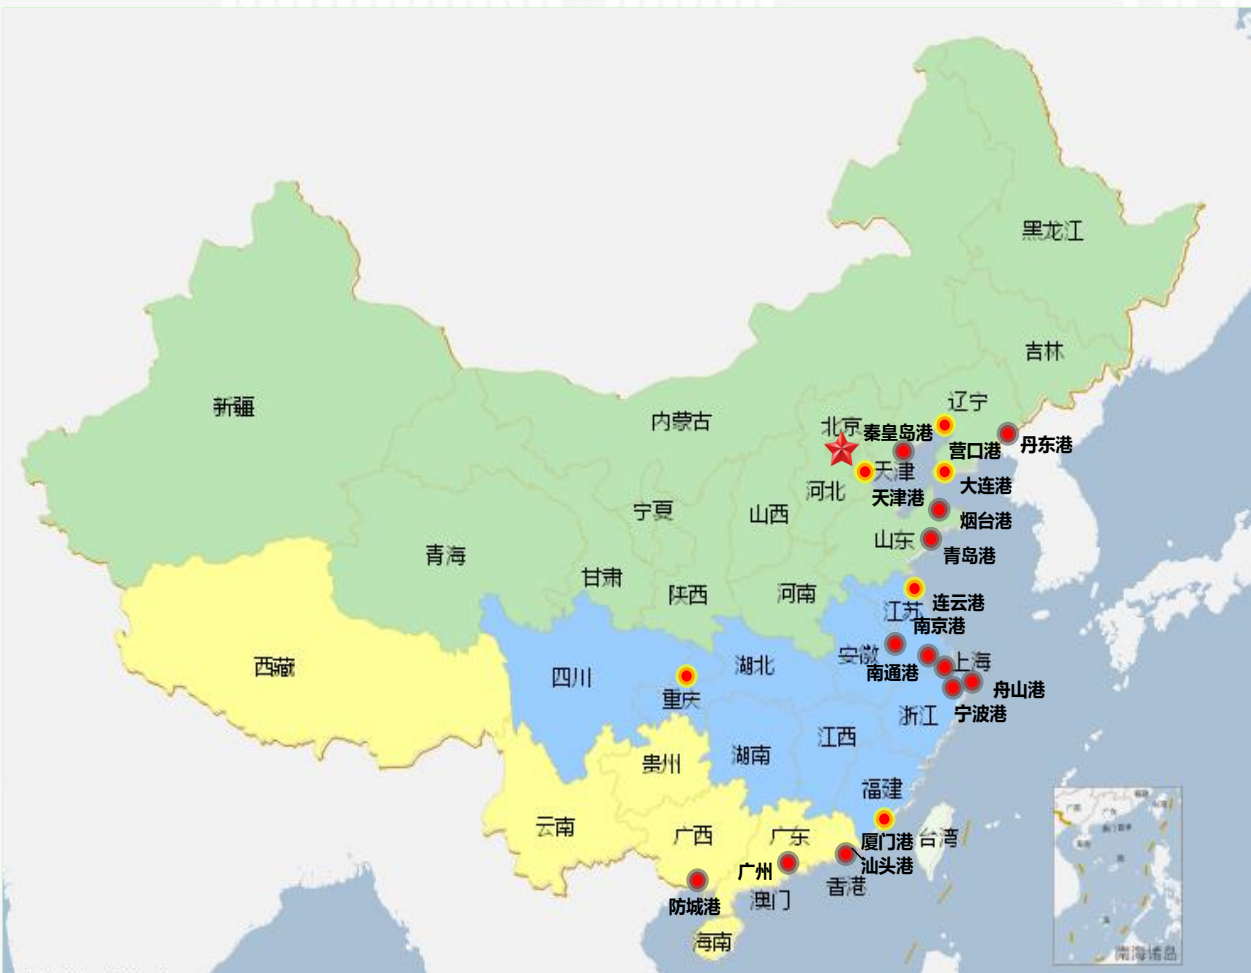 黑龙江
吉林
新疆
内蒙古
辽宁
北京
秦皇岛港
营口港
丹东港
天津
河北
天津港
大连港
宁夏
山西
烟台港
山东
青海
青岛港
甘肃
陕西
河南
连云港
江苏
南京港
西藏
四川
湖北
安徽
上海
南通港
重庆
舟山港
浙江
宁波港
贵州
湖南
江西
福建
云南
广西
广东
厦门港
台湾
广州
汕头港
香港
防城港
澳门
海南
南海诸岛